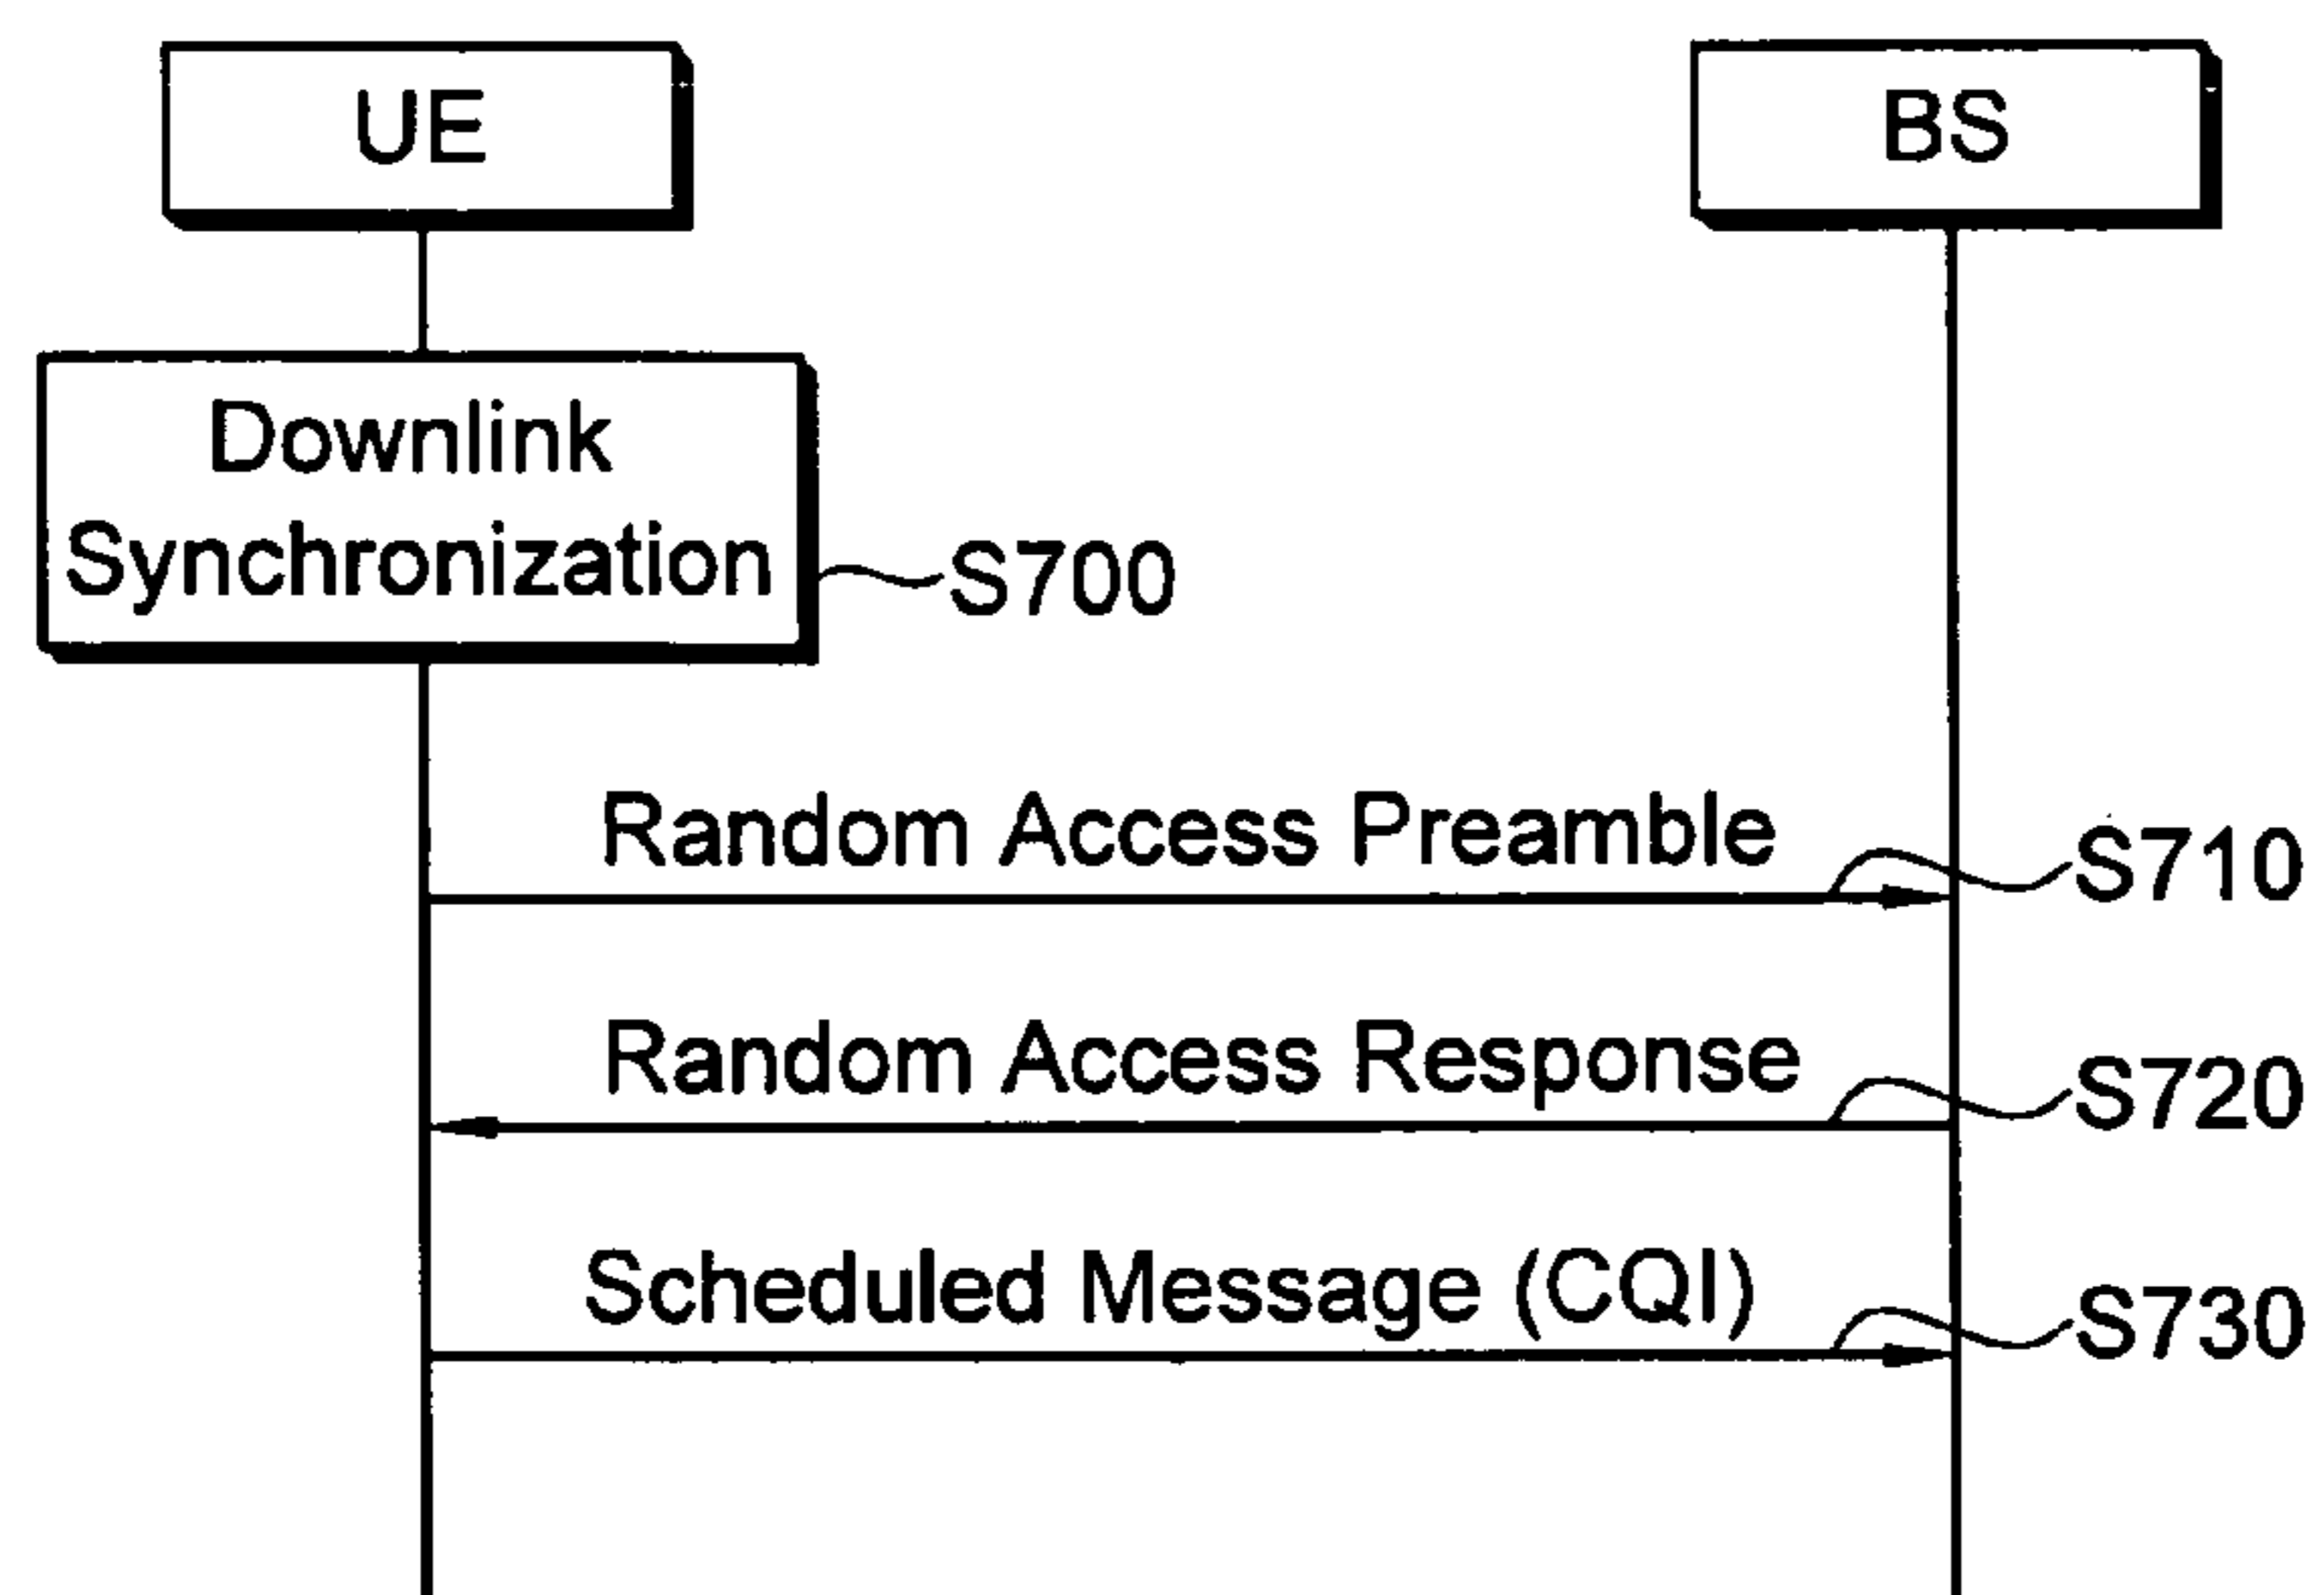 UE
BS
Downlink
Synchronization
S700
Random Access Preamble
S710
Random Access Response
S720
Scheduled Message (CQI)
S730